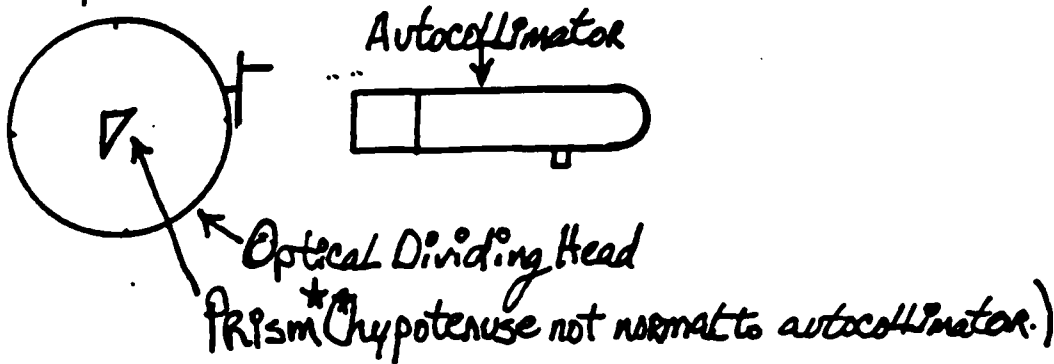 Autocollimator
Optical Dividing Head
Prism** (hypotenuse not normal to autocollimator.)